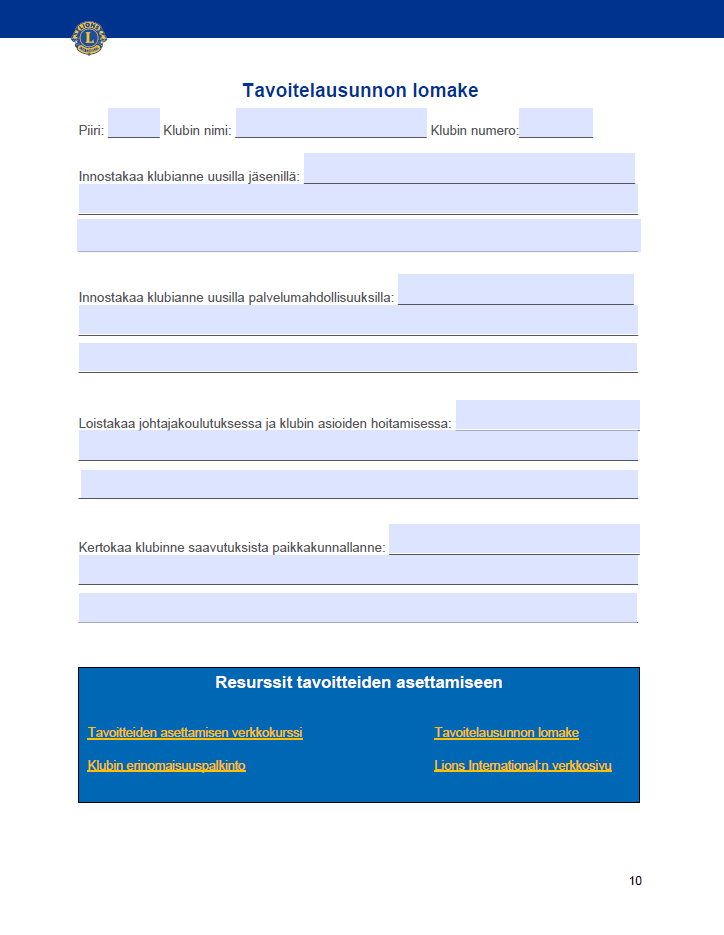 LIONS
L
INTERNATIONAL
Tavoitelausunnon lomake
Piiri: Klubin nimi: Klubin numero:
Innostakaa klubianne uusilla jäsenillä:
Innostakaa klubianne uusilla palvelumahdollisuuksilla:
Loistakaa johtajakoulutuksessa ja klubin asioiden hoitamisessa:
Kertokaa klubinne saavutuksista paikkakunnallanne:
Resurssit tavoitteiden asettamiseen
Tavoitteiden asettamisen verkkokurssi Tavoitelausunnon lomake
Klubin erinomaisuuspalkinto Lions International:n verkkosivu
10